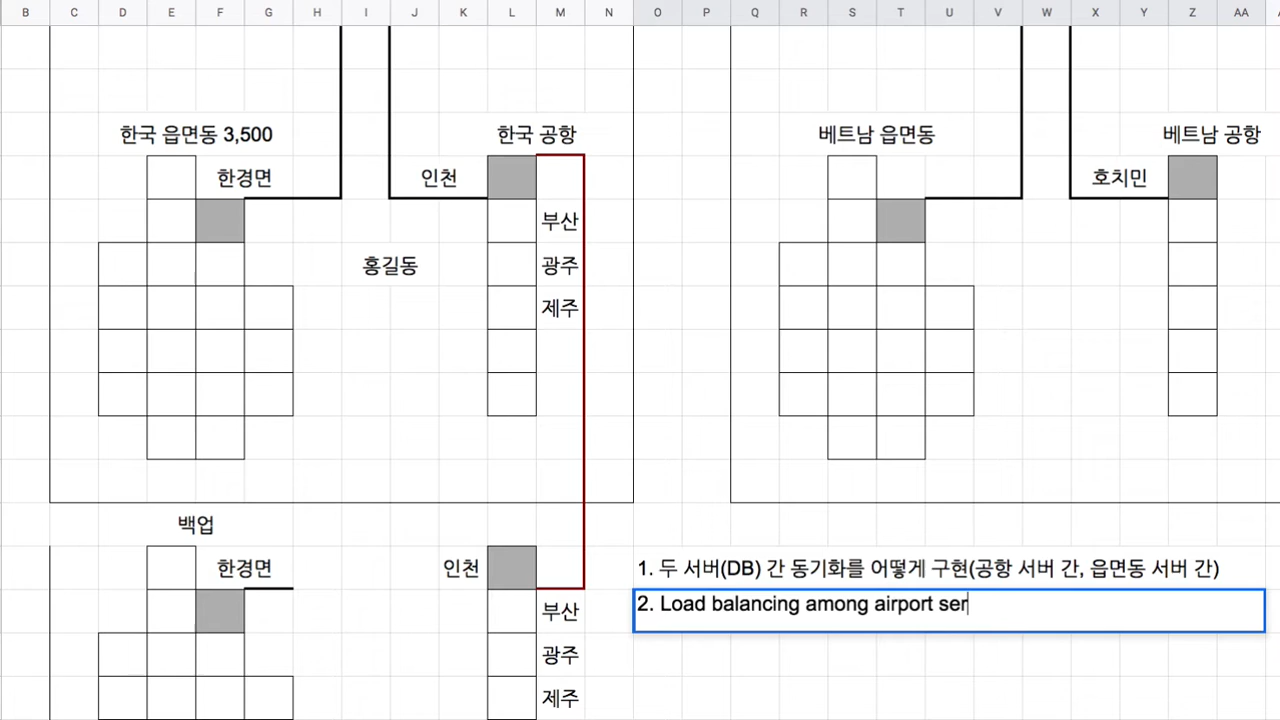 B C D E F G H I J K L M N O P Q R S T U V W X Y Z AA
한국 읍면동 3,500 한국 공항 베트남 읍면동 베트남 공항
한경면 인천 호치민
부산
홍길동 광주
제주
백업
한경면 인천 1. 두 서버(DB) 간 동기화를 어떻게 구현(공항 서버 간, 읍면동 서버 간)
부산 2. Load balancing among airport ser
광주
제주